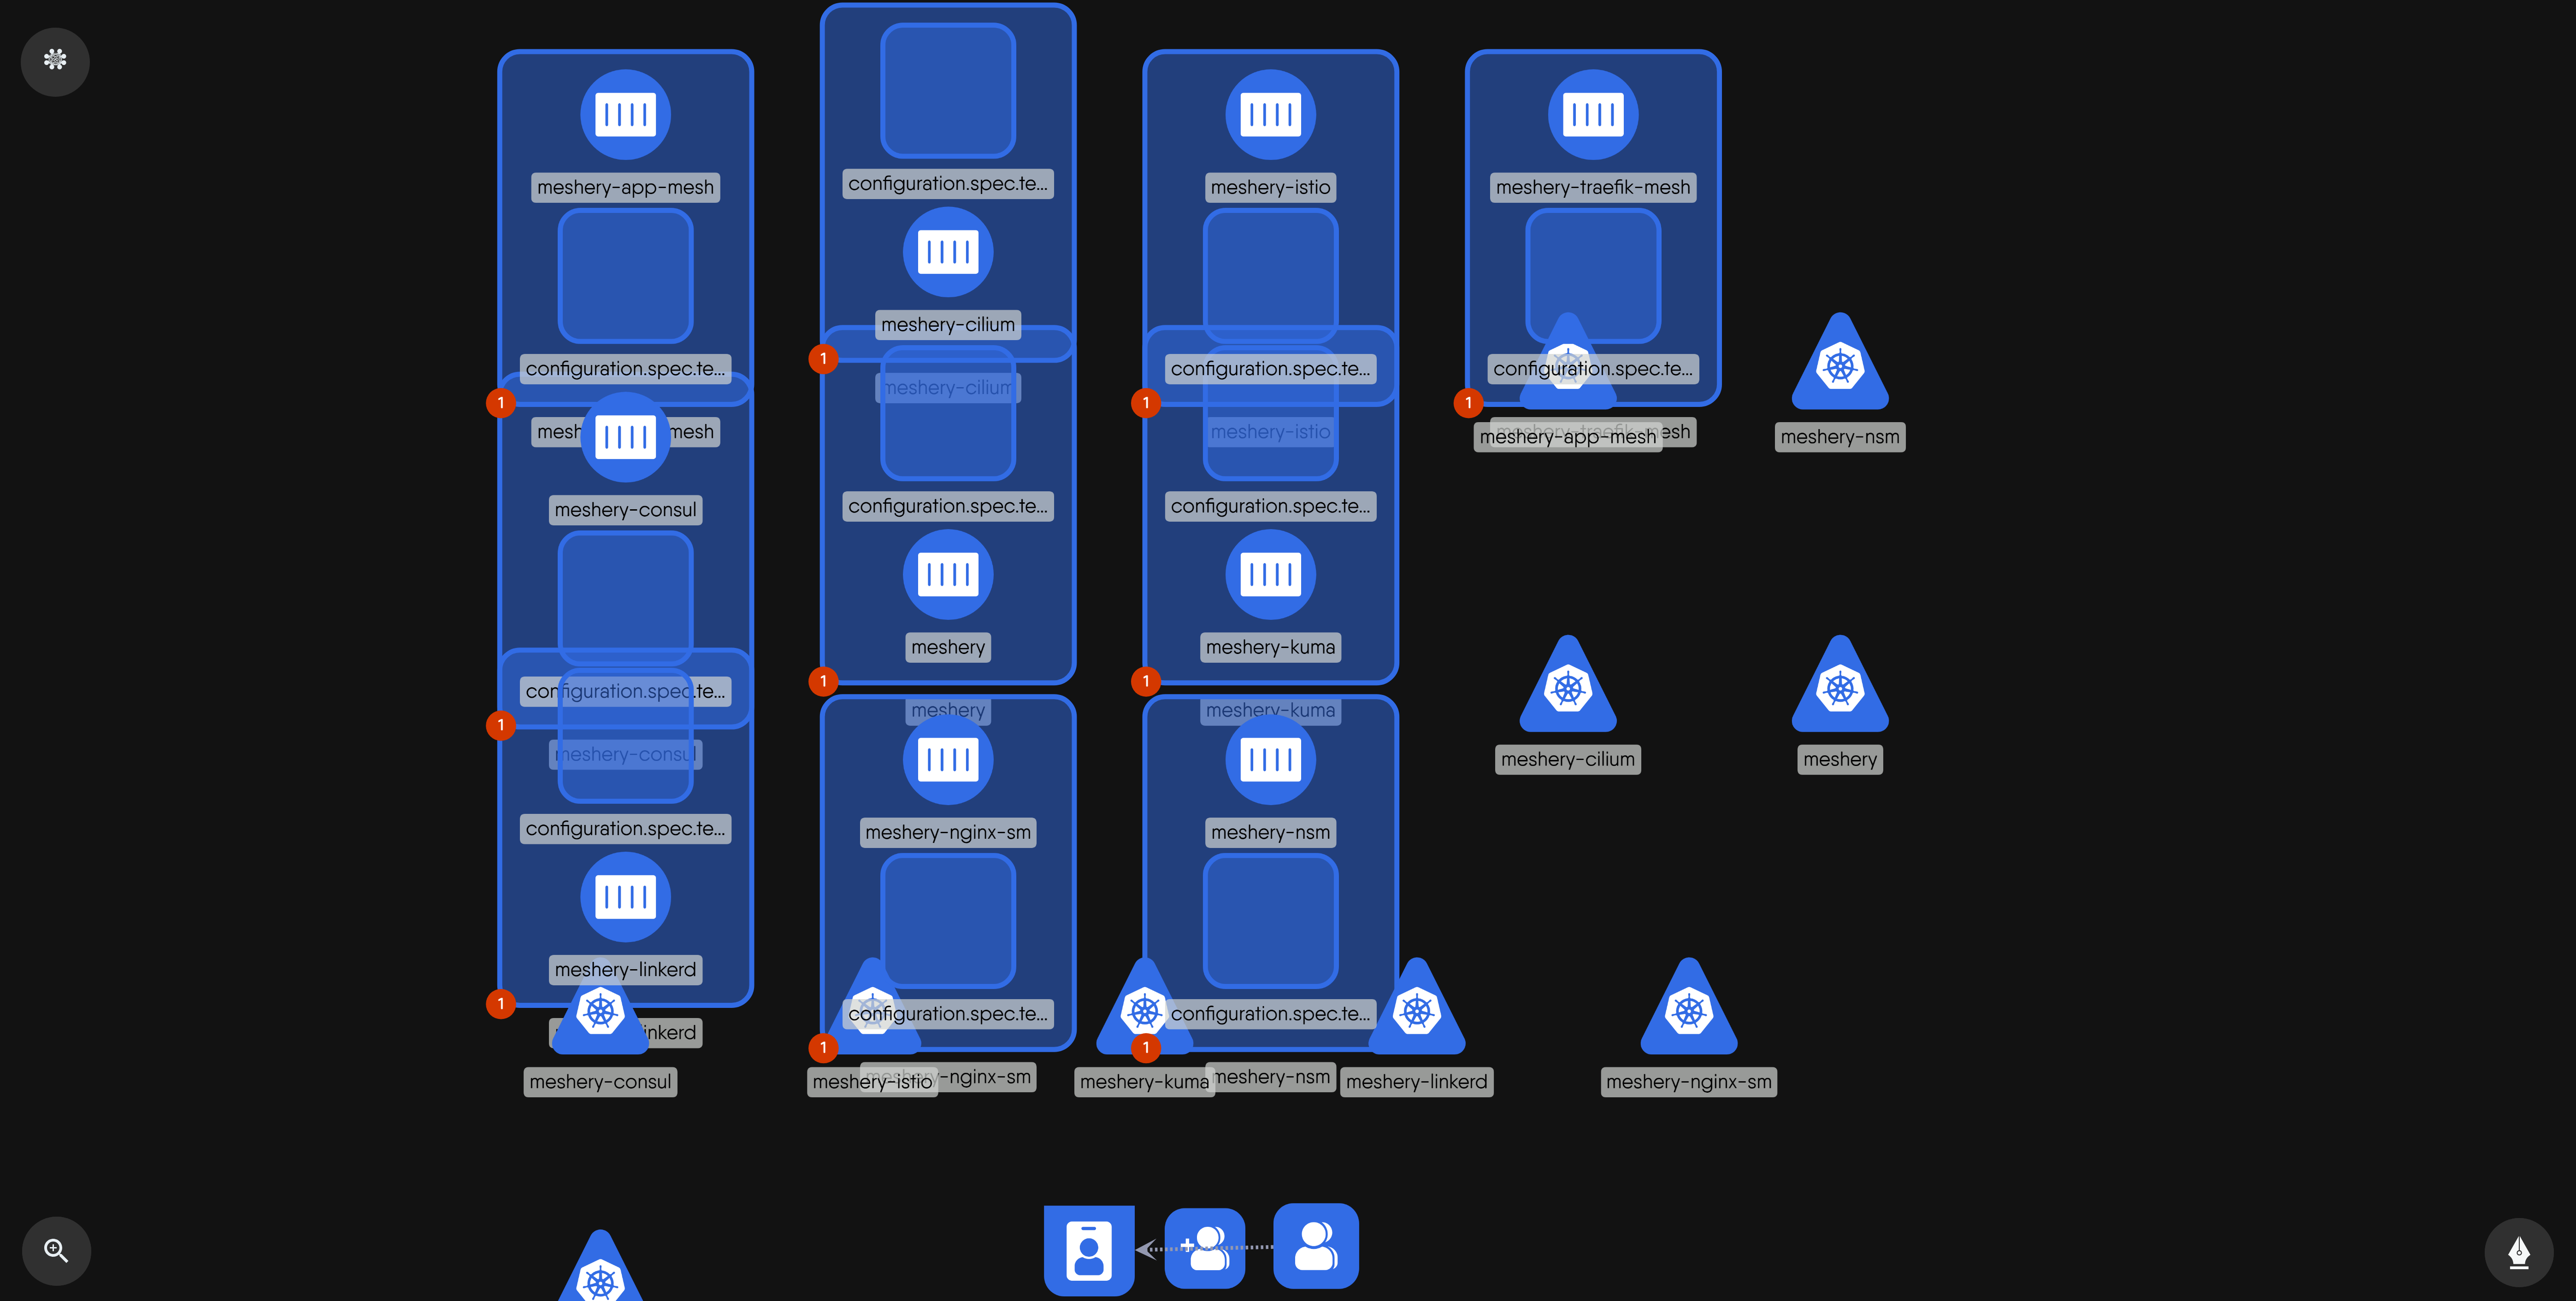 meshery-app-mesh
configuration.spec.te...
1
mesh
mesh
meshery-consul
configuration.spec.te...
1
meshery-consul
configuration.spec.te...
meshery-linkerd
1
inkerd
meshery-consul
configuration.spec.te...
meshery-cilium
1
meshery-cilium
configuration.spec.te...
meshery
1
meshery
meshery-nginx-sm
configuration.spec.te...
1
meshery-istio
-nginx-sm
meshery-istio
configuration.spec.te...
1
meshery-istio
configuration.spec.te...
meshery-kuma
1
meshery-kuma
meshery-nsm
configuration.spec.te...
1
meshery-kuma
meshery-nsm
meshery-linkerd
meshery-traefik-mesh
configuration.spec.te...
1
meshery-app-mesh
meshery-traefik-mesh
meshery-nsm
meshery-cilium
meshery
meshery-nginx-sm